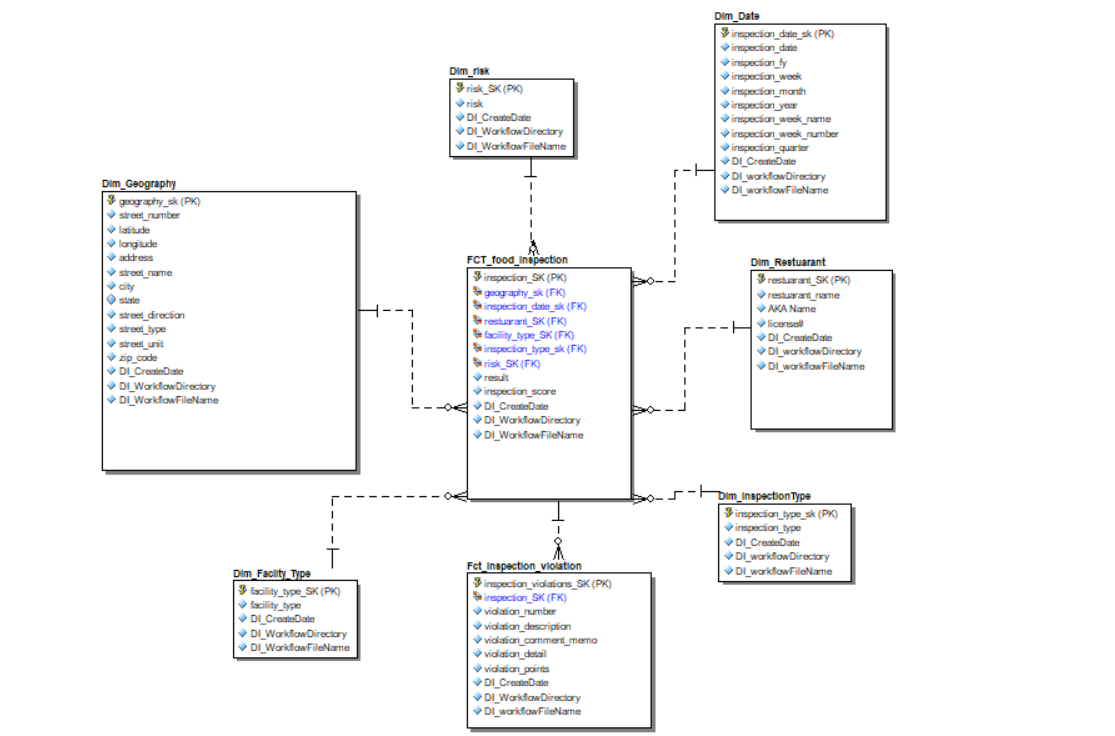 Dim_Date
inspection_date_sk (PK)
inspection_date
inspection_fy
inspection_week
inspection_month
inspection_year
inspection_week_name
inspection_week_number
inspection_quarter
DI_CreateDate
DI_workflowDirectory
DI_workflowFileName
Dim_risk
risk_SK (PK)
risk
DI_CreateDate
DI_WorkflowDirectory
DI_WorkflowFileName
Dim_Geography
geography_sk (PK)
street_number
latitude
longitude
address
street_name
city
state
street_direction
street_type
street_unit
zip_code
DI_CreateDate
DI_WorkflowDirectory
DI_WorkflowFileName
FCT_food_inspection
inspection_SK (PK)
geography_sk (FK)
inspection_date_sk (FK)
restuarant_SK (FK)
facility_type_SK (FK)
inspection_type_sk (FK)
risk_SK (FK)
result
inspection_score
DI_CreateDate
DI_WorkflowDirectory
DI_WorkflowFileName
Dim_Restuarant
restuarant_SK (PK)
restuarant_name
AKA Name
license#
DI_CreateDate
DI_workflowDirectory
DI_workflowFileName
Dim_InspectionType
inspection_type_sk (PK)
inspection_type
DI_CreateDate
DI_workflowDirectory
DI_workflowFileName
Dim_Faclity_Type
facility_type_SK (PK)
facility_type
DI_CreateDate
DI_WorkflowDirectory
DI_WorkflowFileName
Fct_inspection_violation
inspection_violations_SK (PK)
inspection_SK (FK)
violation_number
violation_description
violation_comment_memo
violation_detail
violation_points
DI_CreateDate
DI_WorkflowDirectory
DI_workflowFileName